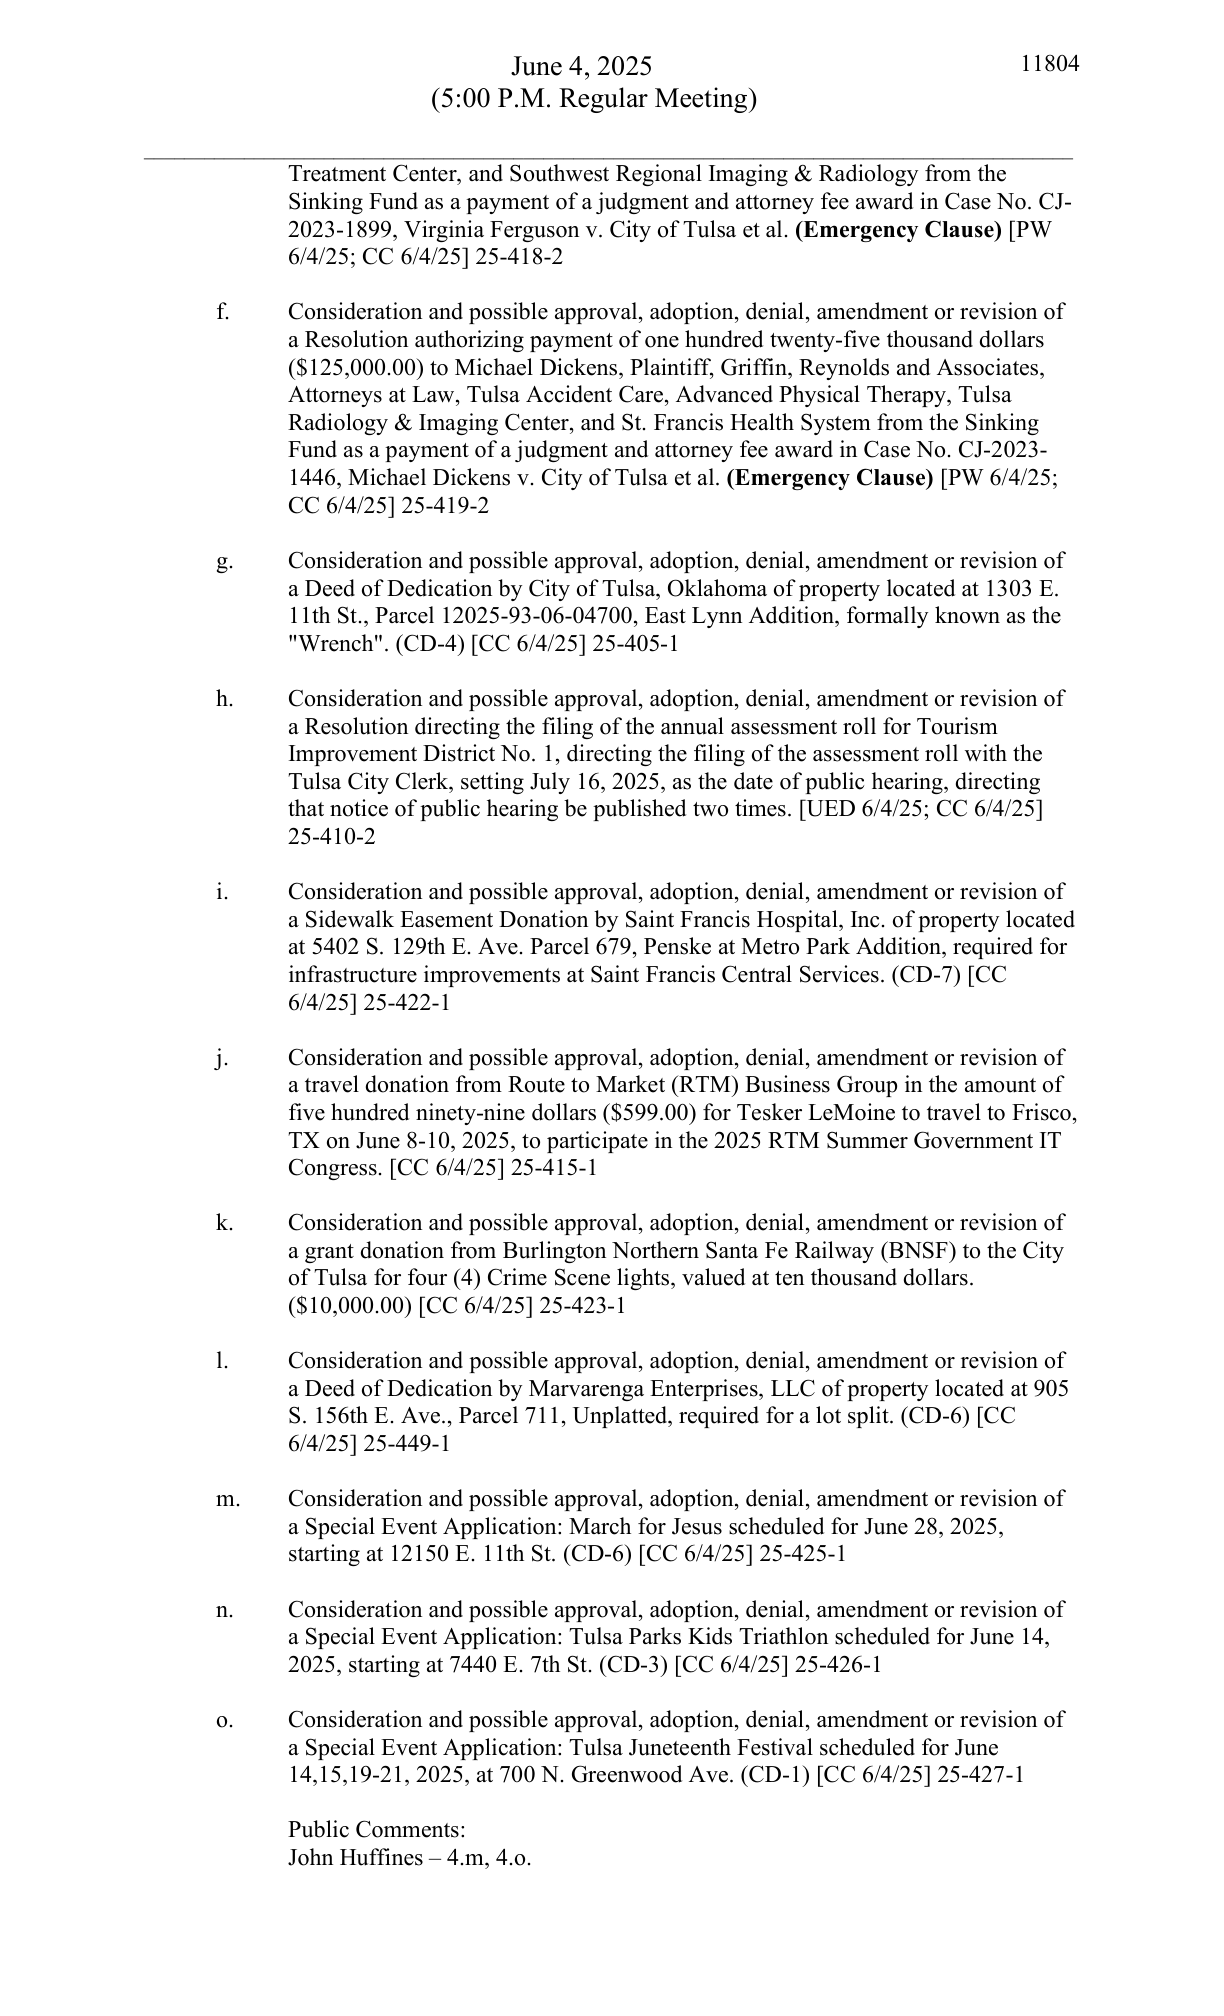 June 4, 2025
11804
(5:00 P.M. Regular Meeting)
Treatment Center, and Southwest Regional Imaging & Radiology from the
Sinking Fund as a payment of a judgment and attorney fee award in Case No. CJ-
2023-1899, Virginia Ferguson v. City of Tulsa et al. (Emergency Clause) [PW
6/4/25; CC 6/4/25] 25-418-2
f. Consideration and possible approval, adoption, denial, amendment or revision of
a Resolution authorizing payment of one hundred twenty-five thousand dollars
($125,000.00) to Michael Dickens, Plaintiff, Griffin, Reynolds and Associates,
Attorneys at Law, Tulsa Accident Care, Advanced Physical Therapy, Tulsa
Radiology & Imaging Center, and St. Francis Health System from the Sinking
Fund as a payment of a judgment and attorney fee award in Case No. CJ-2023-
1446, Michael Dickens v. City of Tulsa et al. (Emergency Clause) [PW 6/4/25;
CC 6/4/25] 25-419-2
g. Consideration and possible approval, adoption, denial, amendment or revision of
a Deed of Dedication by City of Tulsa, Oklahoma of property located at 1303 E.
11th St., Parcel 12025-93-06-04700, East Lynn Addition, formally known as the
"Wrench". (CD-4) [CC 6/4/25] 25-405-1
h. Consideration and possible approval, adoption, denial, amendment or revision of
a Resolution directing the filing of the annual assessment roll for Tourism
Improvement District No. 1, directing the filing of the assessment roll with the
Tulsa City Clerk, setting July 16, 2025, as the date of public hearing, directing
that notice of public hearing be published two times. [UED 6/4/25; CC 6/4/25]
25-410-2
i. Consideration and possible approval, adoption, denial, amendment or revision of
a Sidewalk Easement Donation by Saint Francis Hospital, Inc. of property located
at 5402 S. 129th E. Ave. Parcel 679, Penske at Metro Park Addition, required for
infrastructure improvements at Saint Francis Central Services. (CD-7) [CC
6/4/25] 25-422-1
j. Consideration and possible approval, adoption, denial, amendment or revision of
a travel donation from Route to Market (RTM) Business Group in the amount of
five hundred ninety-nine dollars ($599.00) for Tesker LeMoine to travel to Frisco,
TX on June 8-10, 2025, to participate in the 2025 RTM Summer Government IT
Congress. [CC 6/4/25] 25-415-1
k. Consideration and possible approval, adoption, denial, amendment or revision of
a grant donation from Burlington Northern Santa Fe Railway (BNSF) to the City
of Tulsa for four (4) Crime Scene lights, valued at ten thousand dollars.
($10,000.00) [CC 6/4/25] 25-423-1
l. Consideration and possible approval, adoption, denial, amendment or revision of
a Deed of Dedication by Marvarenga Enterprises, LLC of property located at 905
S. 156th E. Ave., Parcel 711, Unplatted, required for a lot split. (CD-6) [CC
6/4/25] 25-449-1
m. Consideration and possible approval, adoption, denial, amendment or revision of
a Special Event Application: March for Jesus scheduled for June 28, 2025,
starting at 12150 E. 11th St. (CD-6) [CC 6/4/25] 25-425-1
n. Consideration and possible approval, adoption, denial, amendment or revision of
a Special Event Application: Tulsa Parks Kids Triathlon scheduled for June 14,
2025, starting at 7440 E. 7th St. (CD-3) [CC 6/4/25] 25-426-1
o. Consideration and possible approval, adoption, denial, amendment or revision of
a Special Event Application: Tulsa Juneteenth Festival scheduled for June
14,15,19-21, 2025, at 700 N. Greenwood Ave. (CD-1) [CC 6/4/25] 25-427-1
Public Comments:
John Huffines – 4.m, 4.o.